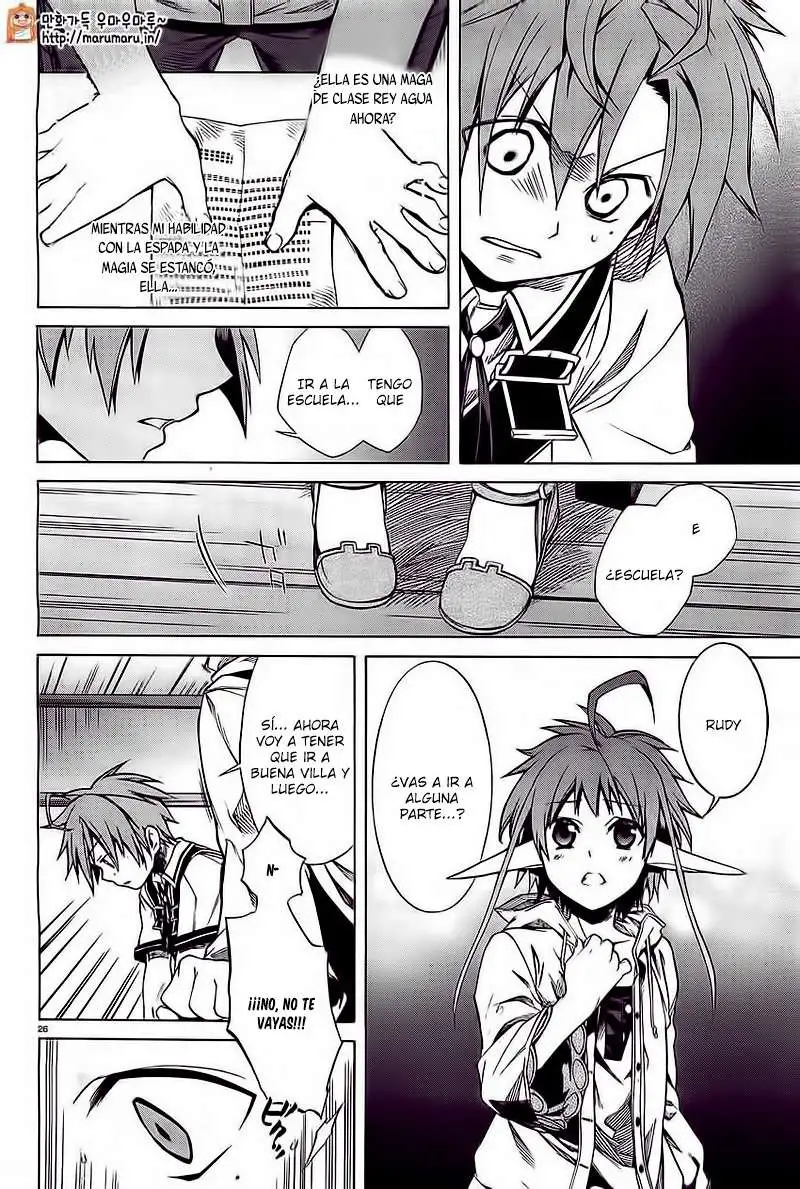 만화가득 우마우마루~
http://marumaru.in/
¿ELLA ES UNA MAGA
DE CLASE REY AGUA
AHORA?
MIENTRAS MI HABILIDAD
CON LA ESPADA Y LA
MAGIA SE ESTANCÓ,
ELLA...
TENGO
QUE
IR A LA
ESCUELA...
E
¿ESCUELA?
RUDY
¿VAS A IR A
ALGUNA
PARTE...?
SÍ... AHORA
VOY A TENER
QUE IR A
BUENA VILLA Y
LUEGO...
N-
¡¡¡NO, NO TE
VAYAS!!!
26